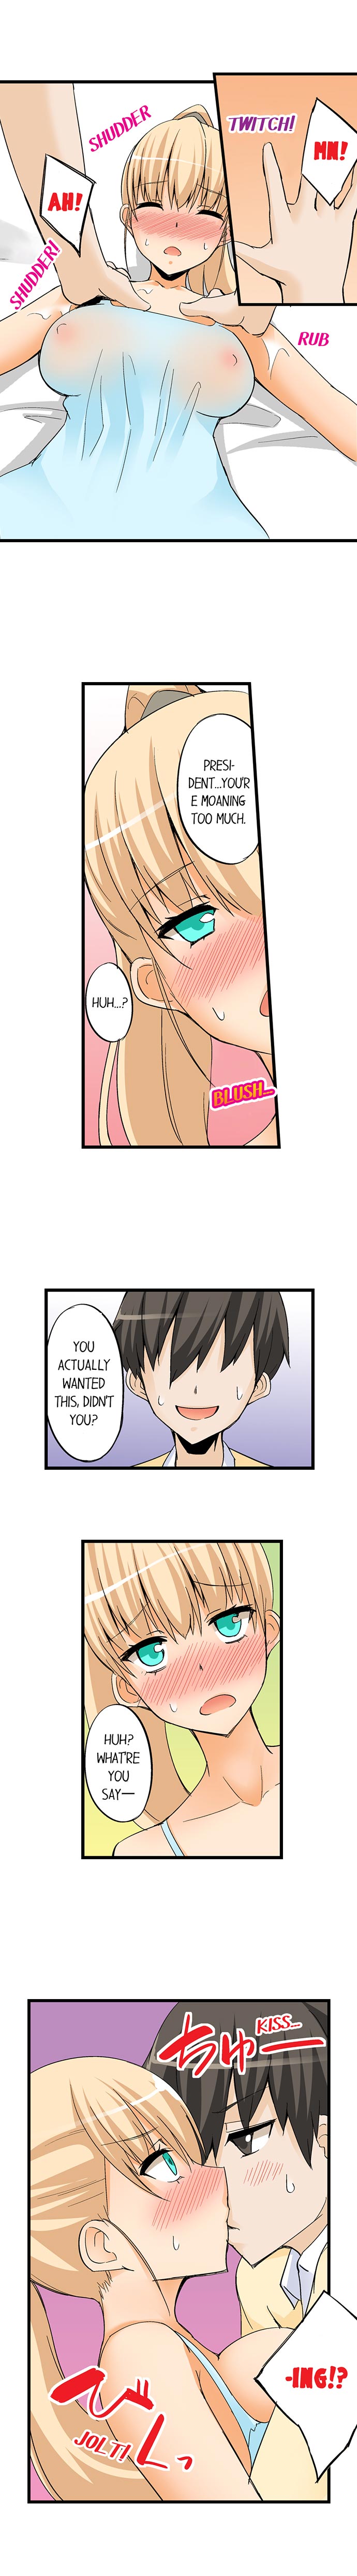 SHUDDER
TWITCH!
MN!
AH!
SHUDDER!
RUB
PRESI-
DENT...YOU'R
E MOANING
TOO MUCH.
HUH...?
BLUSH...
YOU
ACTUALLY
WANTED
THIS, DIDN'T
YOU?
HUH?
WHAT'RE
YOU
SAY—
KISS...
ちゅー
-ING!?
びくっ
JOLT!